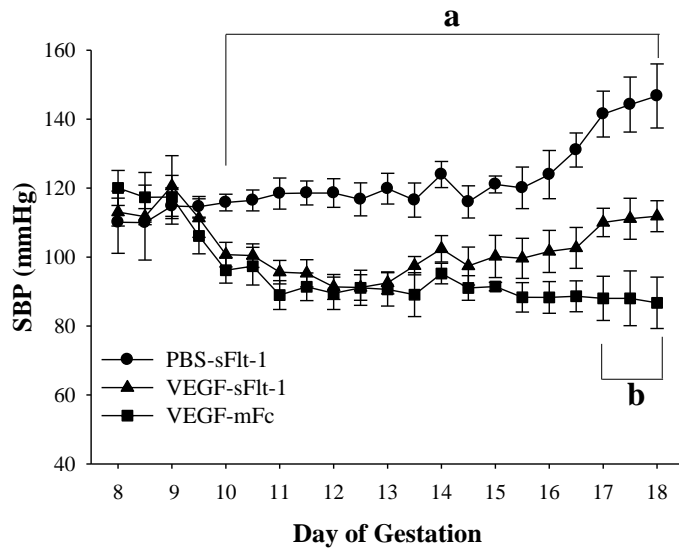 a
160
140
120
100
80
60
40
SBP (mmHg)
PBS-sFlt-1
VEGF-sFlt-1
VEGF-mFc
b
8 9 10 11 12 13 14 15 16 17 18
Day of Gestation